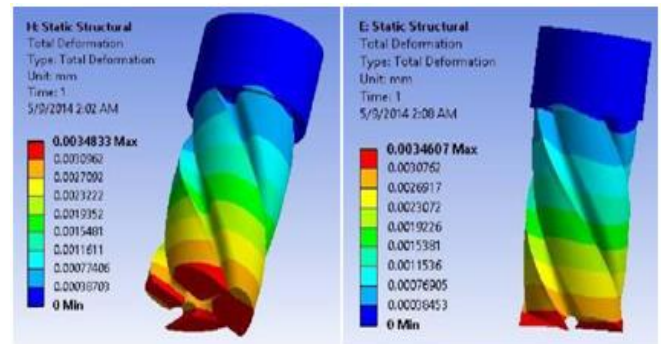 H: Static Structural
Total Deformation
Type: Total Deformation
Unit: mm
Time: 1
5/9/2014 2:02 AM
0.0034833 Max
0.0030962
0.0027092
0.0023222
0.0019352
0.0015481
0.0011611
0.00077406
0.00038703
0 Min
E: Static Structural
Total Deformation
Type: Total Deformation
Unit: mm
Time: 1
5/9/2014 2:08 AM
0.0034607 Max
0.0030762
0.0026917
0.0023072
0.0019226
0.0015381
0.0011536
0.00076905
0.00038453
0 Min